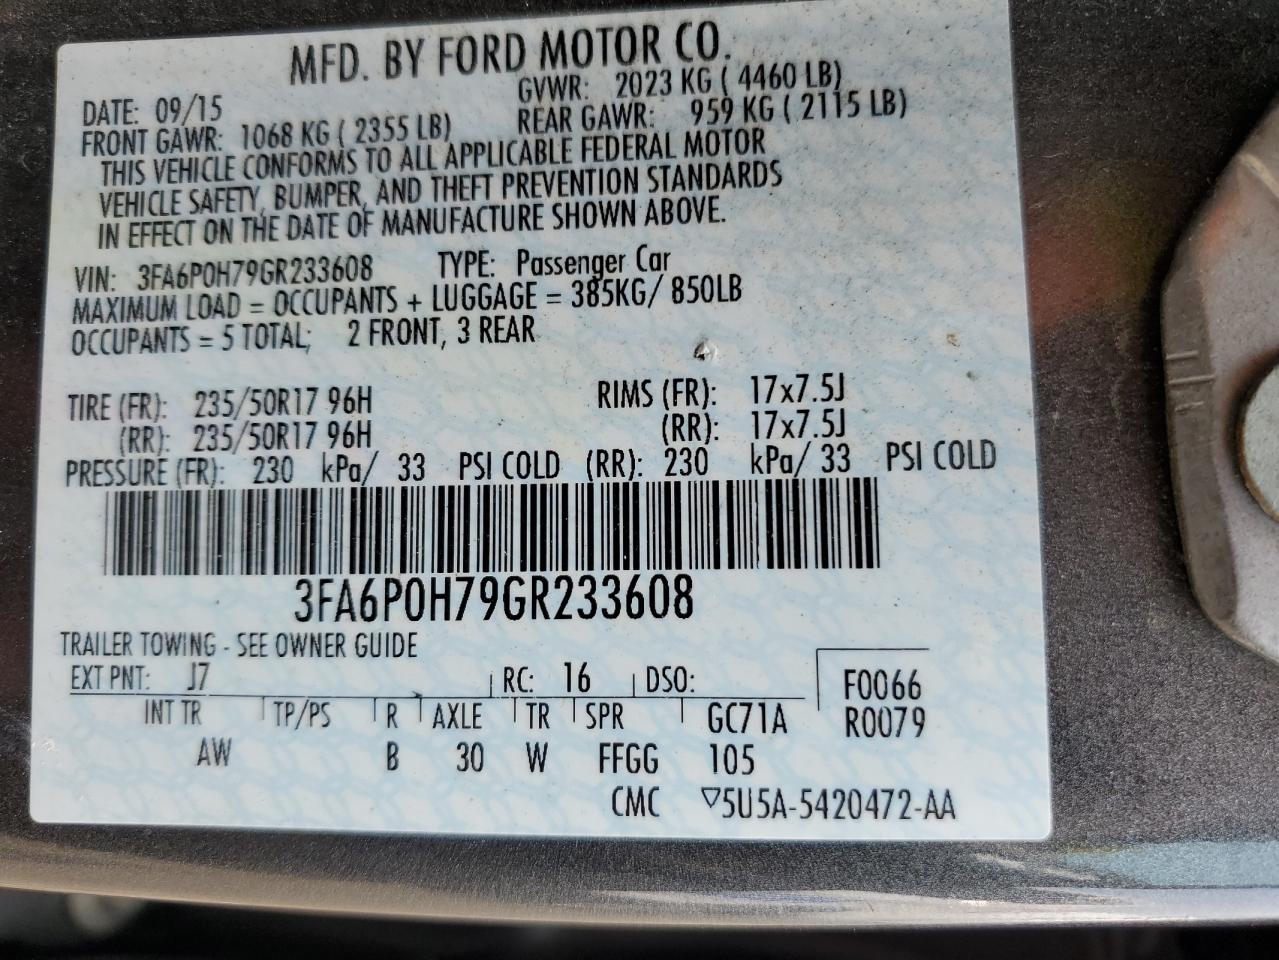 MFD. BY FORD MOTOR CO.
DATE: 09/15 GVWR: 2023 KG ( 4460 LB)
FRONT GAWR: 1068 KG ( 2355 LB) REAR GAWR: 959 KG ( 2115 LB)
THIS VEHICLE CONFORMS TO ALL APPLICABLE FEDERAL MOTOR
VEHICLE SAFETY, BUMPER, AND THEFT PREVENTION STANDARDS
IN EFFECT ON THE DATE OF MANUFACTURE SHOWN ABOVE.
VIN: 3FA6P0H79GR233608 TYPE: Passenger Car
MAXIMUM LOAD = OCCUPANTS + LUGGAGE = 385KG/ 850LB
OCCUPANTS = 5 TOTAL; 2 FRONT, 3 REAR
TIRE (FR): 235/50R17 96H RIMS (FR): 17x7.5J
(RR): 235/50R17 96H (RR): 17x7.5J
PRESSURE (FR): 230 kPa/ 33 PSI COLD (RR): 230 kPa/ 33 PSI COLD
3FA6P0H79GR233608
TRAILER TOWING - SEE OWNER GUIDE
EXT PNT: J7 RC: 16 DSO: F0066
INT TR TP/PS R AXLE TR SPR GC71A R0079
AW B 30 W FFGG 105
CMC ▽5U5A-5420472-AA